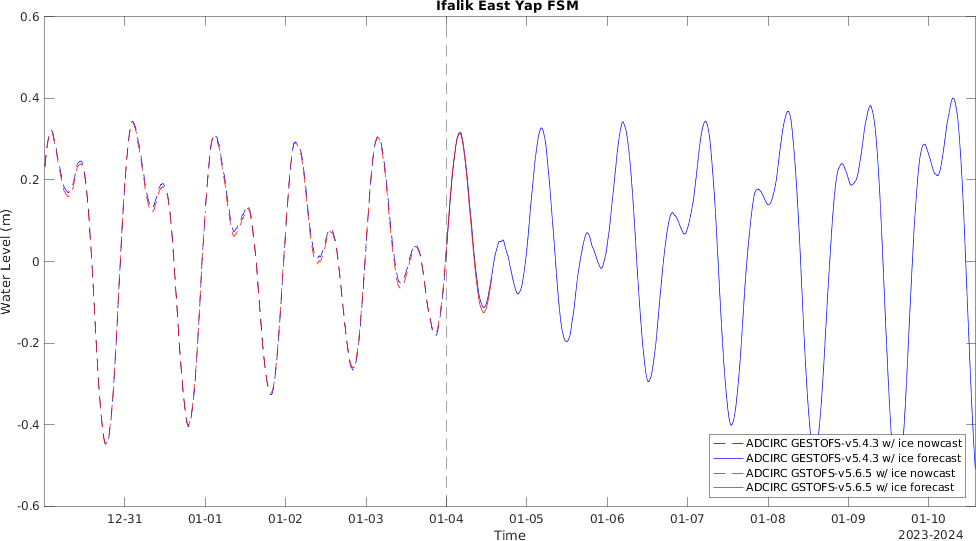 Ifalik East Yap FSM
0.6
0.4
0.2
0
-0.2
-0.4
-0.6
Water Level (m)
ADCIRC GESTOFS-v5.4.3 w/ ice nowcast
ADCIRC GESTOFS-v5.4.3 w/ ice forecast
ADCIRC GSTOFS-v5.6.5 w/ ice nowcast
ADCIRC GSTOFS-v5.6.5 w/ ice forecast
12-31 01-01 01-02 01-03 01-04 01-05 01-06 01-07 01-08 01-09 01-10
Time
2023-2024